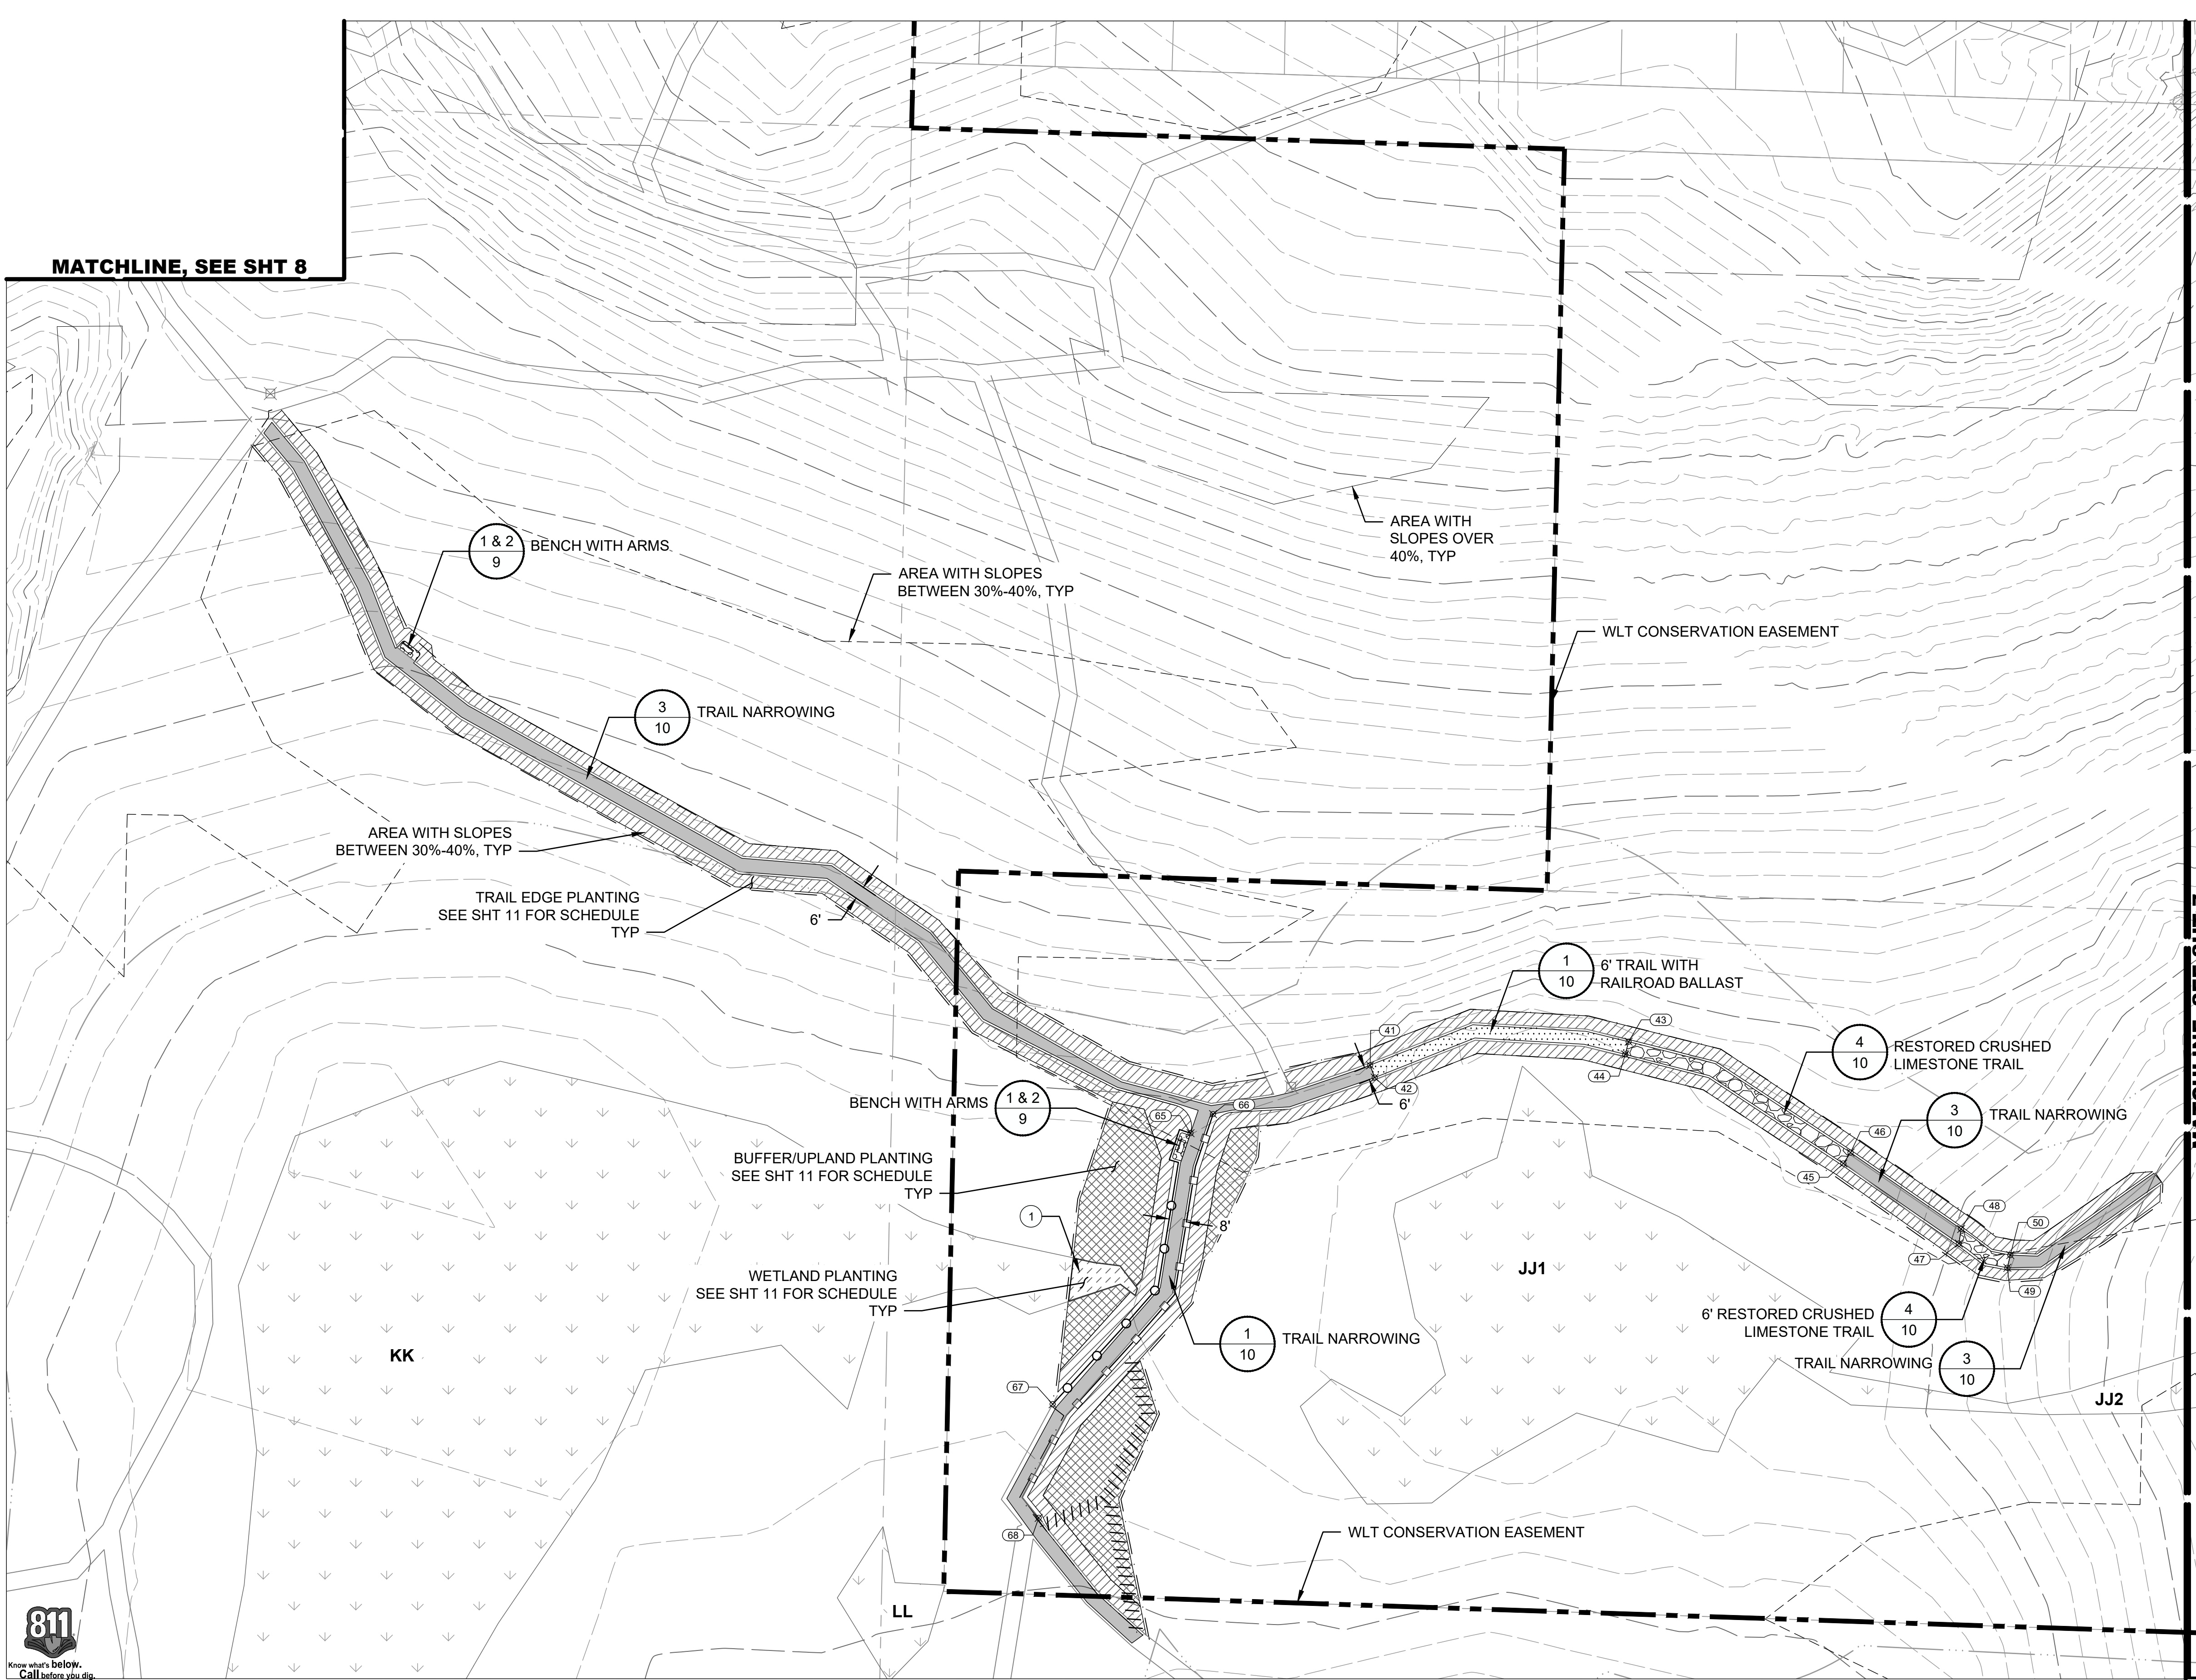 MATCHLINE, SEE SHT 8
1 & 2
9
BENCH WITH ARMS
AREA WITH
SLOPES OVER
40%, TYP
AREA WITH SLOPES
BETWEEN 30%-40%, TYP
WLT CONSERVATION EASEMENT
3
10
TRAIL NARROWING
AREA WITH SLOPES
BETWEEN 30%-40%, TYP
TRAIL EDGE PLANTING
SEE SHT 11 FOR SCHEDULE
TYP
6'
1
10
6' TRAIL WITH
RAILROAD BALLAST
41
43
4
10
RESTORED CRUSHED
LIMESTONE TRAIL
44
42
6'
BENCH WITH ARMS
1 & 2
9
65
66
3
10
TRAIL NARROWING
46
45
BUFFER/UPLAND PLANTING
SEE SHT 11 FOR SCHEDULE
TYP
1
8'
48
50
47
49
WETLAND PLANTING
SEE SHT 11 FOR SCHEDULE
TYP
JJ1
6' RESTORED CRUSHED
LIMESTONE TRAIL
4
10
1
10
TRAIL NARROWING
TRAIL NARROWING
3
10
KK
67
JJ2
68
WLT CONSERVATION EASEMENT
LL
811
Know what's below.
Call before you dig.